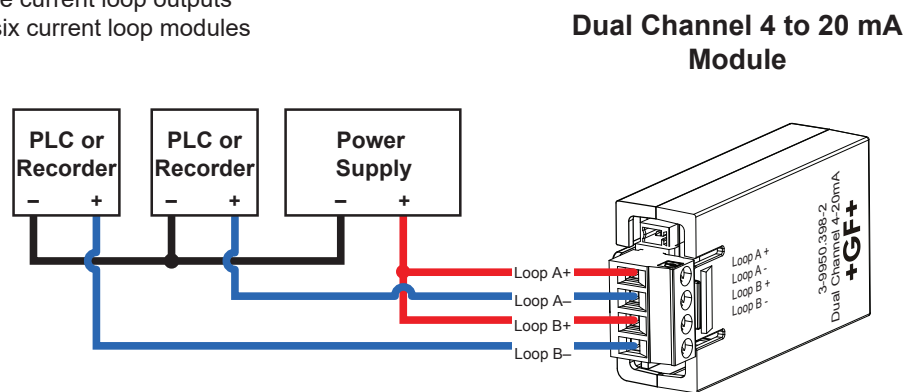 e current loop outputs
six current loop modules
Dual Channel 4 to 20 mA
Module
PLC or
Recorder
– +
PLC or
Recorder
– +
Power
Supply
– +
Loop A+
Loop A–
Loop B+
Loop B–
Loop A +
Loop A -
Loop B +
Loop B -
3-9950.398-2
Dual Channel 4-20mA
+GF+